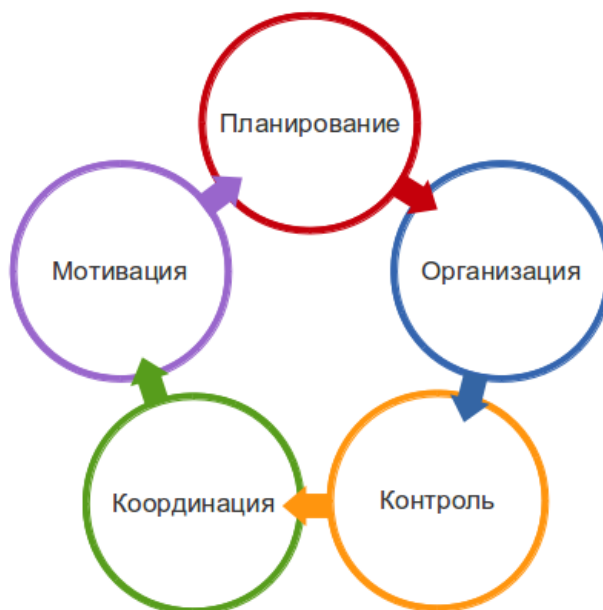 Планирование
Организация
Контроль
Координация
Мотивация